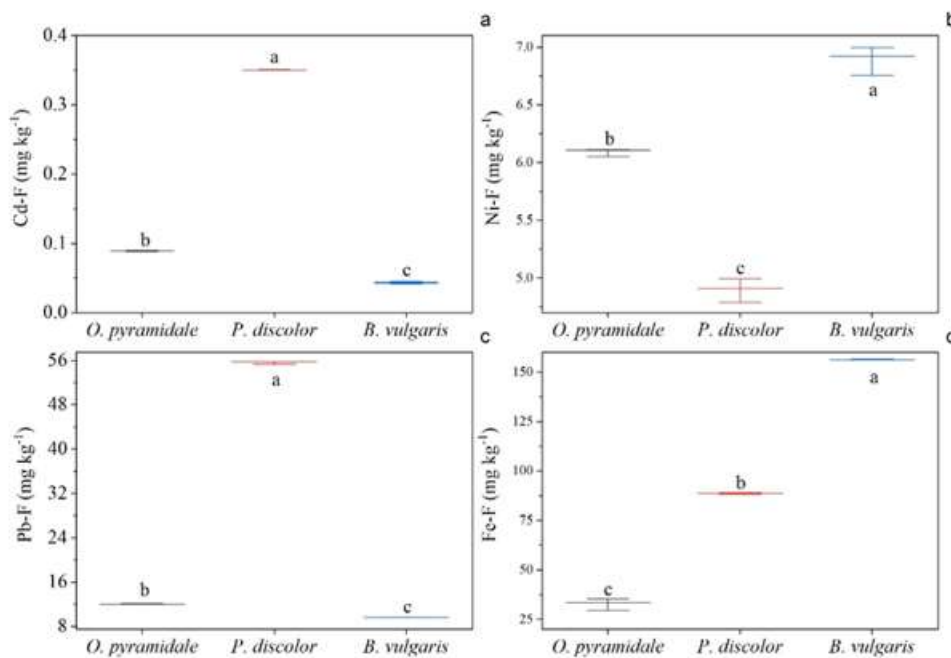 a
0.4
0.3
0.2
0.1
0.0
Cd-F (mg kg⁻¹)
b
a
c
O. pyramidale P. discolor B. vulgaris
b
7.0
6.5
6.0
5.5
5.0
Ni-F (mg kg⁻¹)
b
c
a
O. pyramidale P. discolor B. vulgaris
c
56
48
40
32
24
16
8
Pb-F (mg kg⁻¹)
b
a
c
O. pyramidale P. discolor B. vulgaris
150
125
100
75
50
25
Fe-F (mg kg⁻¹)
c
b
a
O. pyramidale P. discolor B. vulgaris